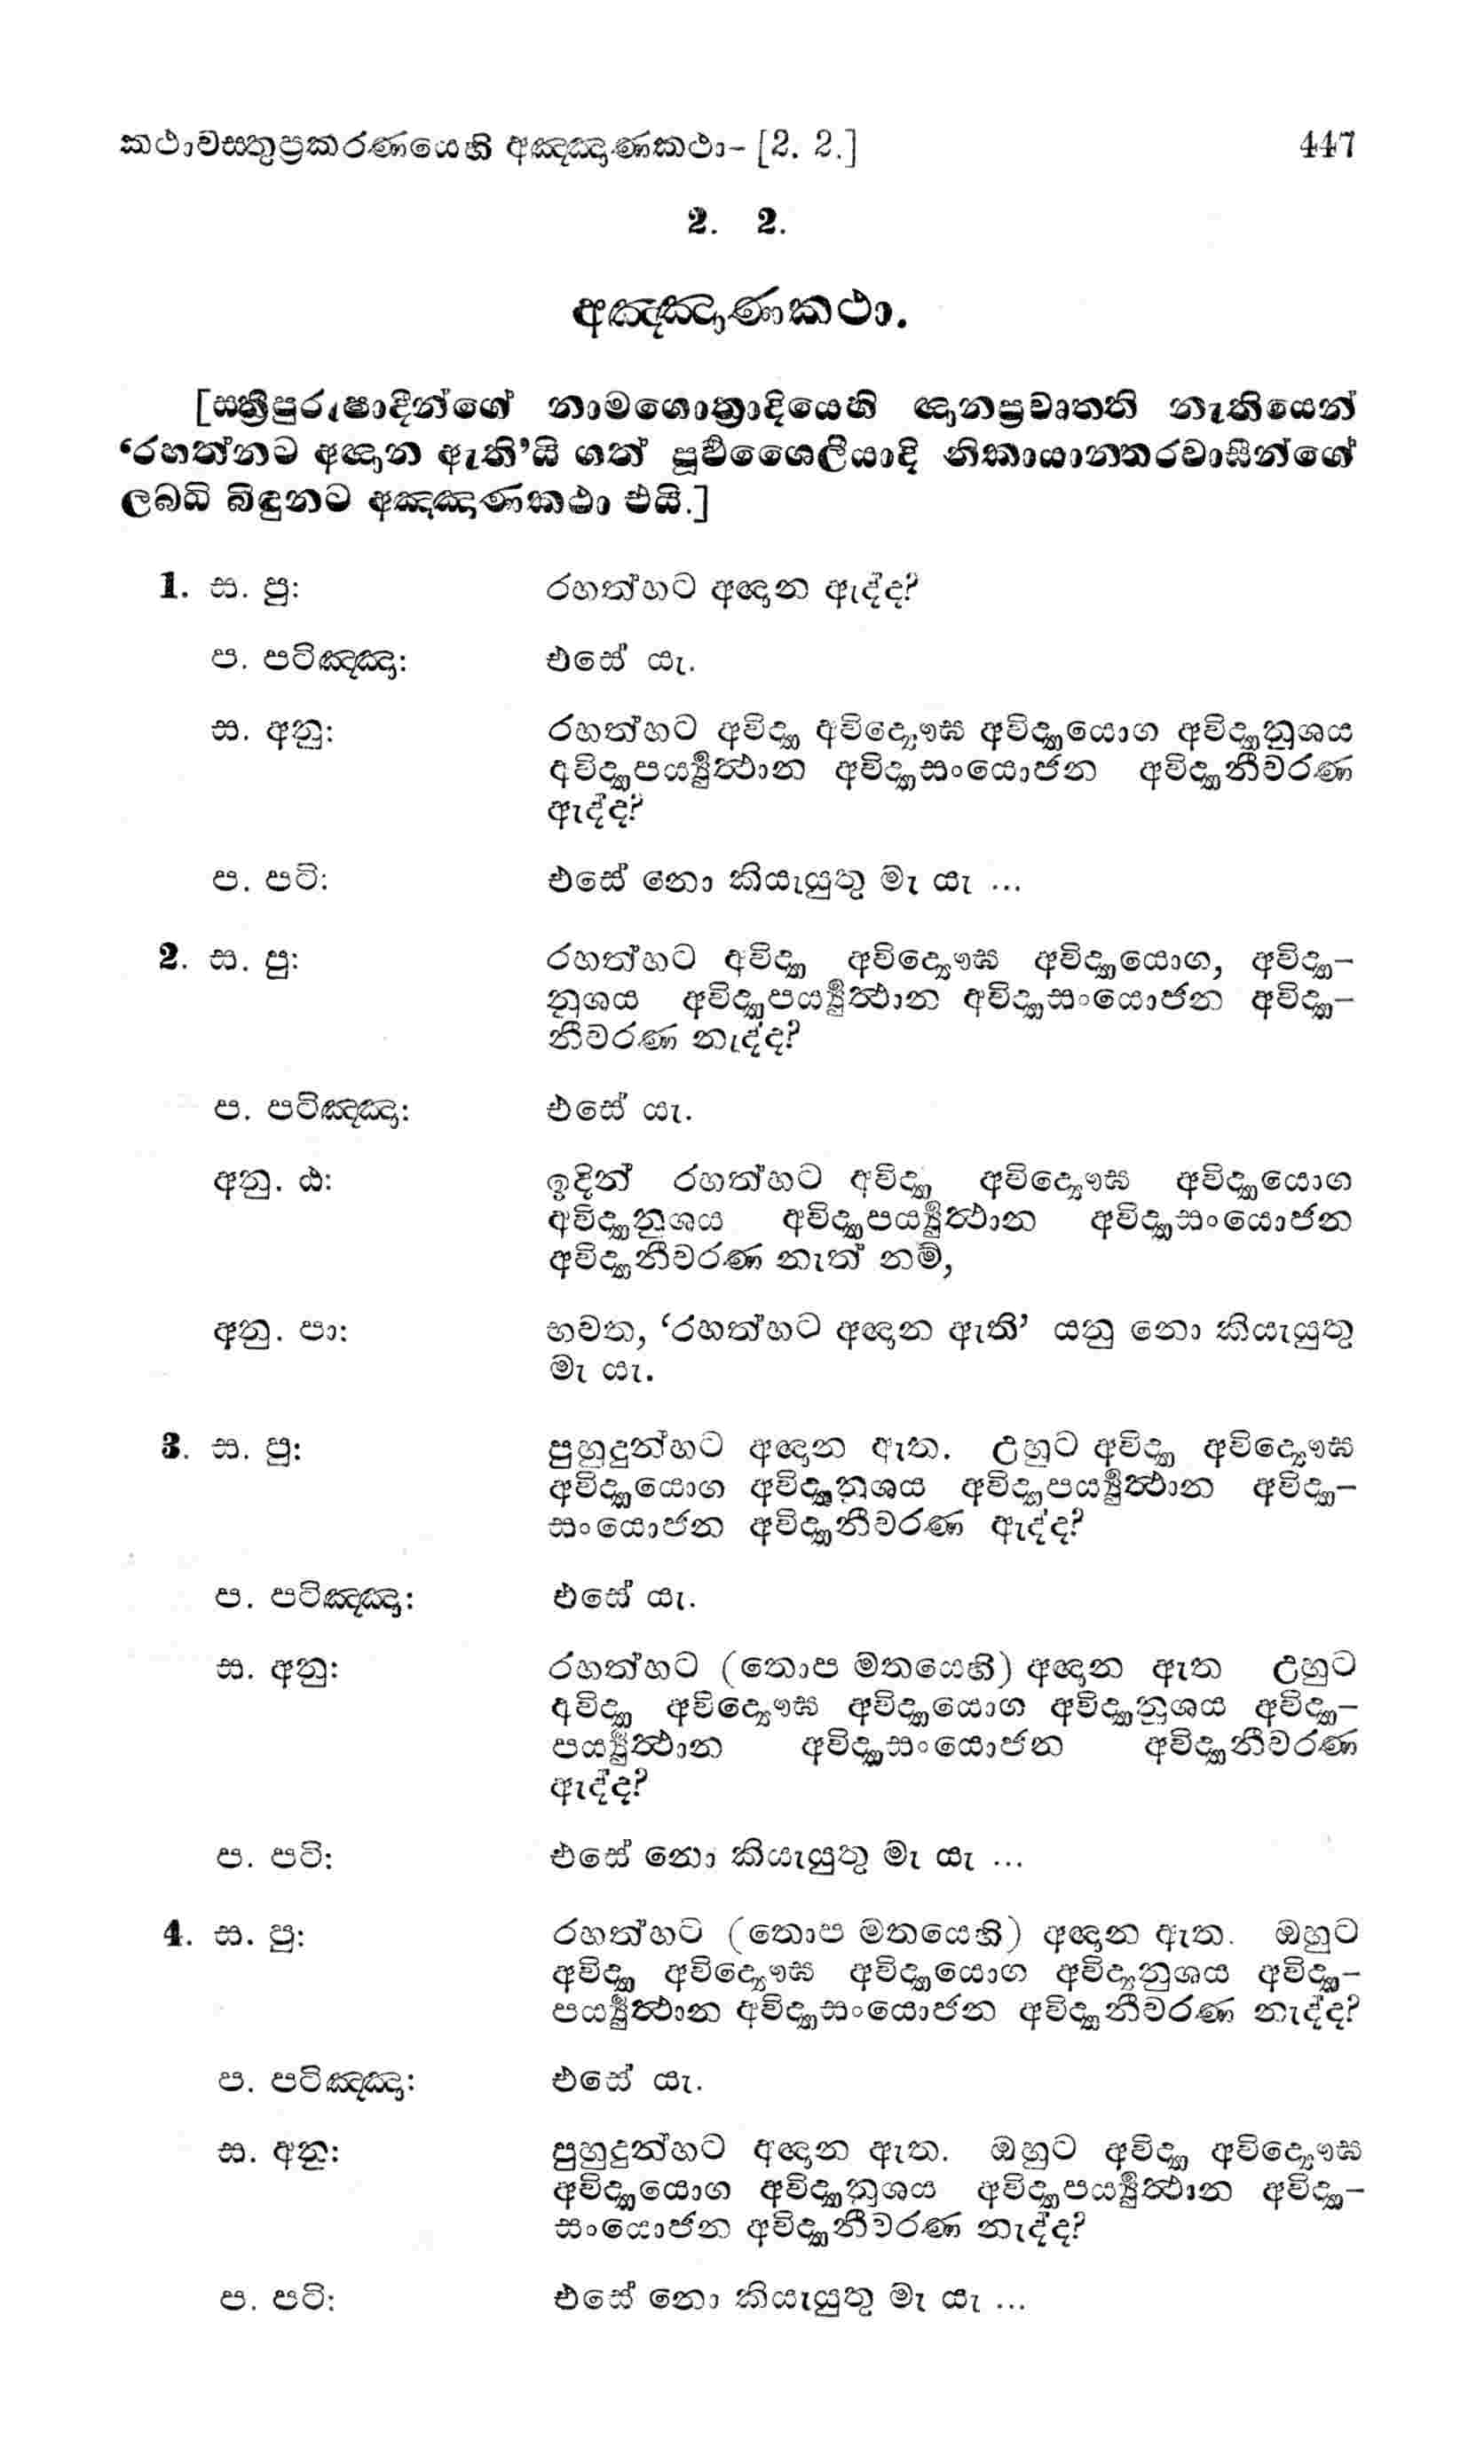 කථාවස්තුප්‍රකරණයෙහි අඤ්ඤාණකථා- [2. 2.] 447
2. 2.
අඤ්ඤාණකථා.
[ස්ත්‍රීපුරුෂාදීන්ගේ නාමගොත්‍රාදියෙහි ඥානප්‍රවෘත්ති නැතියෙන්
‘රහත්නට අඥාන ඇති’යි ගත් පූර්‍වශෛලීයාදි නිකායාන්තරවාසීන්ගේ
ලබ්ධි බිඳුනට අඤ්ඤාණකථා එයි.]
1. ස. පු: රහත්හට අඥාන ඇද්ද?
ප. පටිඤ්ඤා: එසේ යැ.
ස. අනු: රහත්හට අවිද්‍යා අවිද්‍යෞඝ අවිද්‍යායොග අවිද්‍යානුශය
අවිද්‍යාපර්‍ය්‍යුත්ථාන අවිද්‍යාසංයොජන අවිද්‍යානීවරණ
ඇද්ද?
ප. පටි: එසේ නො කියැයුතු මැ යැ ...
2. ස. පු: රහත්හට අවිද්‍යා අවිද්‍යෞඝ අවිද්‍යායොග, අවිද්‍යා-
නුශය අවිද්‍යාපර්‍ය්‍යුත්ථාන අවිද්‍යාසංයොජන අවිද්‍යා-
නීවරණ නැද්ද?
ප. පටිඤ්ඤා: එසේ යැ.
අනු. ඨ: ඉදින් රහත්හට අවිද්‍යා අවිද්‍යෞඝ අවිද්‍යායොග
අවිද්‍යානුශය අවිද්‍යාපර්‍ය්‍යුත්ථාන අවිද්‍යාසංයොජන
අවිද්‍යානීවරණ නැත් නම්,
අනු. පා: භවත, ‘රහත්හට අඥාන ඇති’ යනු නො කියැයුතු
මැ යැ.
3. ස. පු: පුහුදුන්හට අඥාන ඇත. උහුට අවිද්‍යා අවිද්‍යෞඝ
අවිද්‍යායොග අවිද්‍යානුශය අවිද්‍යාපර්‍ය්‍යුත්ථාන අවිද්‍යා-
සංයොජන අවිද්‍යානීවරණ ඇද්ද?
ප. පටිඤ්ඤා: එසේ යැ.
ස. අනු: රහත්හට (තොප මතයෙහි) අඥාන ඇත උහුට
අවිද්‍යා අවිද්‍යෞඝ අවිද්‍යායොග අවිද්‍යානුශය අවිද්‍යා-
පර්‍ය්‍යුත්ථාන අවිද්‍යාසංයොජන අවිද්‍යානීවරණ
ඇද්ද?
ප. පටි: එසේ නො කියැයුතු මැ යැ ...
4. ස. පු: රහත්හට (තොප මතයෙහි) අඥාන ඇත. ඔහුට
අවිද්‍යා අවිද්‍යෞඝ අවිද්‍යායොග අවිද්‍යනුශය අවිද්‍යා-
පර්‍ය්‍යුත්ථාන අවිද්‍යාසංයොජන අවිද්‍යානීවරණ නැද්ද?
ප. පටිඤ්ඤා: එසේ යැ.
ස. අනු: පුහුදුන්හට අඥාන ඇත. ඔහුට අවිද්‍යා අවිද්‍යෞඝ
අවිද්‍යායොග අවිද්‍යානුශය අවිද්‍යාපර්‍ය්‍යුත්ථාන අවිද්‍යා-
සංයොජන අවිද්‍යානීවරණ නැද්ද?
ප. පටි: එසේ නො කියැයුතු මැ යැ ...